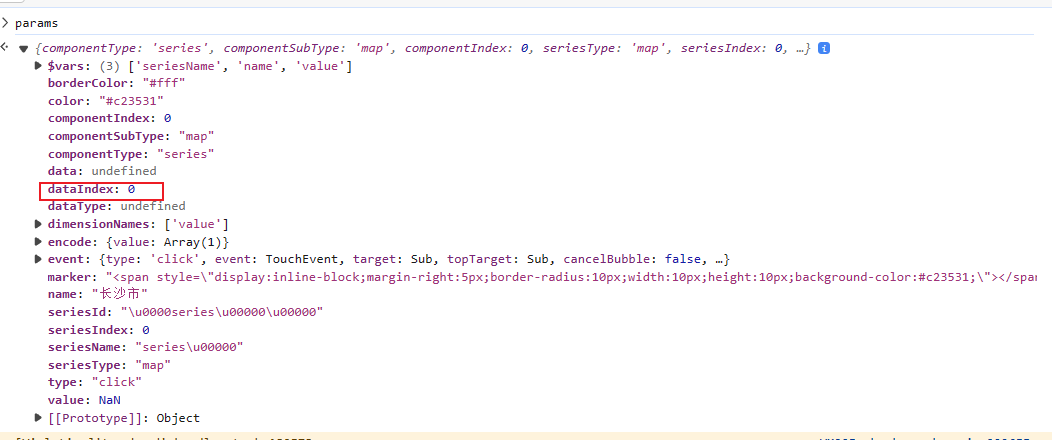 params
{componentType: 'series', componentSubType: 'map', componentIndex: 0, seriesType: 'map', seriesIndex: 0, …}
$vars: (3) ['seriesName', 'name', 'value']
borderColor: "#fff"
color: "#c23531"
componentIndex: 0
componentSubType: "map"
componentType: "series"
data: undefined
dataIndex: 0
dataType: undefined
dimensionNames: ['value']
encode: {value: Array(1)}
event: {type: 'click', event: TouchEvent, target: Sub, topTarget: Sub, cancelBubble: false, …}
marker: "<span style=\"display:inline-block;margin-right:5px;border-radius:10px;width:10px;height:10px;background-color:#c23531;\"></span
name: "长沙市"
seriesId: "\u0000series\u00000\u00000"
seriesIndex: 0
seriesName: "series\u00000"
seriesType: "map"
type: "click"
value: NaN
[[Prototype]]: Object